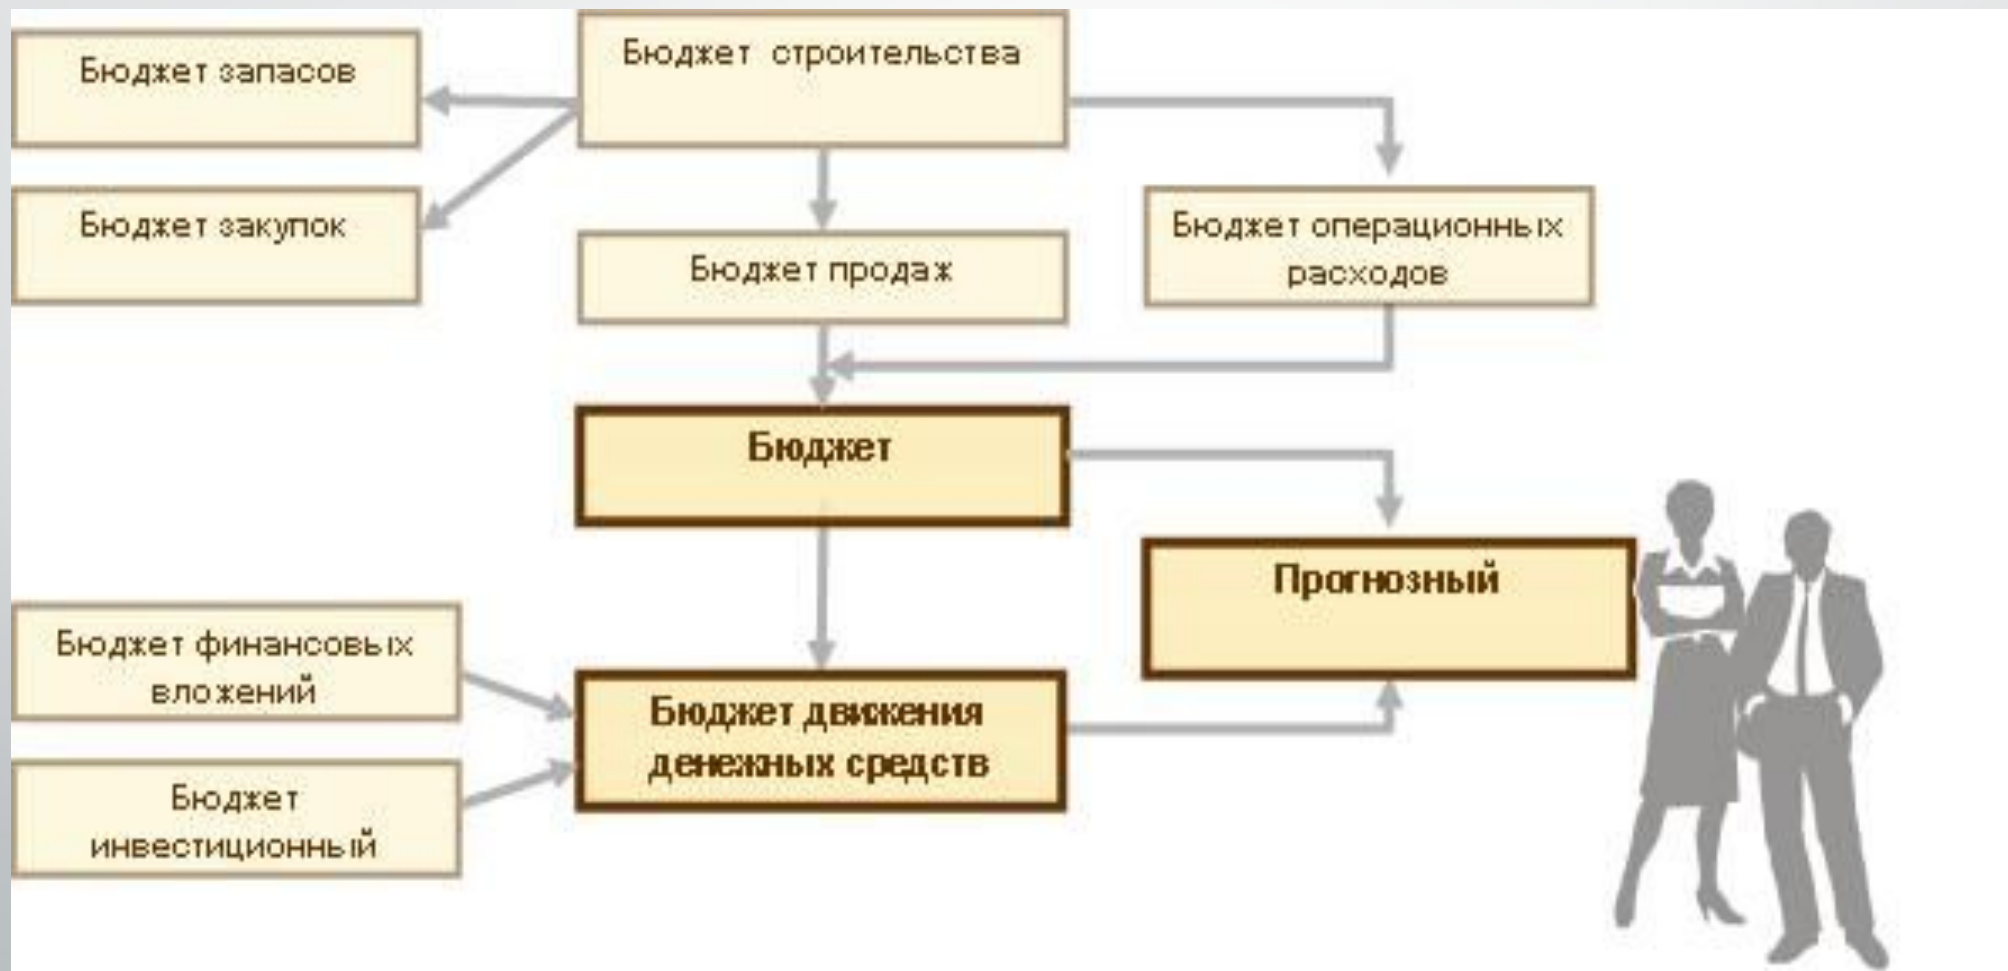 Бюджет запасов
Бюджет строительства
Бюджет закупок
Бюджет продаж
Бюджет операционных
расходов
Бюджет
Прогнозный
Бюджет финансовых
вложений
Бюджет движения
денежных средств
Бюджет
инвестиционный